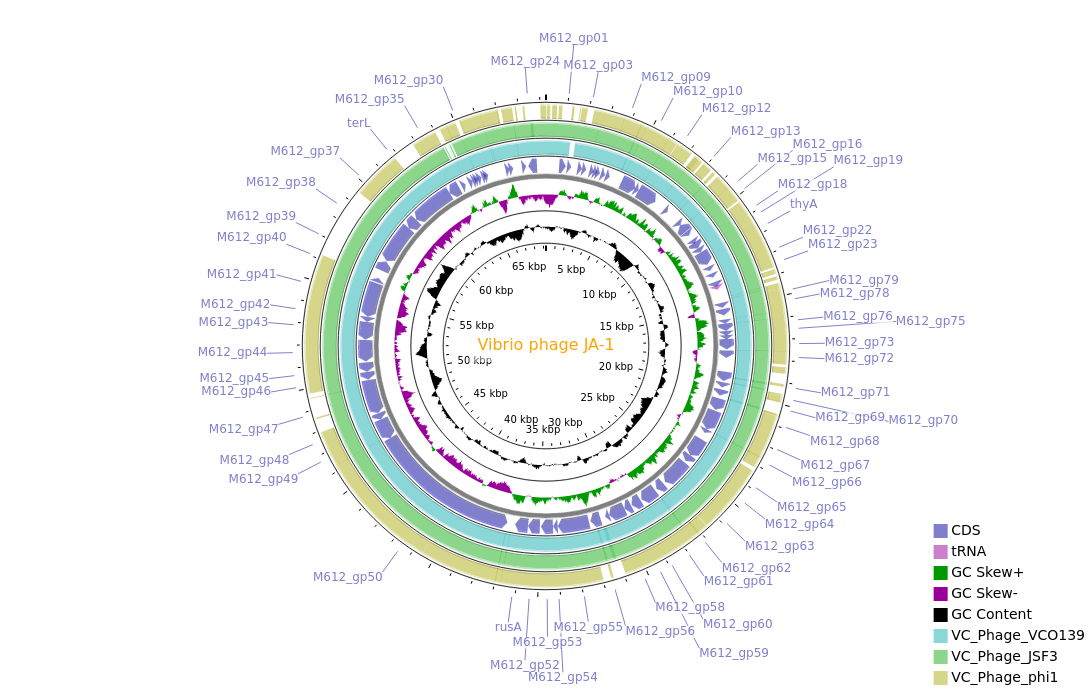 M612_gp01
M612_gp24
M612_gp03
M612_gp30
M612_gp09
M612_gp35
M612_gp10
M612_gp12
terL
M612_gp13
M612_gp37
M612_gp16
M612_gp15
M612_gp19
M612_gp38
M612_gp18
thyA
M612_gp39
M612_gp22
M612_gp40
M612_gp23
65 kbp
5 kbp
M612_gp41
M612_gp79
60 kbp
10 kbp
M612_gp78
M612_gp42
M612_gp76
M612_gp43
M612_gp75
55 kbp
15 kbp
M612_gp73
Vibrio phage JA-1
M612_gp44
M612_gp72
50 kbp
20 kbp
M612_gp45
M612_gp46
M612_gp71
45 kbp
25 kbp
M612_gp69
M612_gp70
40 kbp
30 kbp
35 kbp
M612_gp47
M612_gp68
M612_gp48
M612_gp67
M612_gp49
M612_gp66
M612_gp65
M612_gp64
M612_gp63
M612_gp62
M612_gp50
M612_gp61
M612_gp58
rusA
M612_gp55
M612_gp56
M612_gp60
M612_gp53
M612_gp59
M612_gp52
M612_gp54
CDS
tRNA
GC Skew+
GC Skew-
GC Content
VC_Phage_VCO139
VC_Phage_JSF3
VC_Phage_phi1